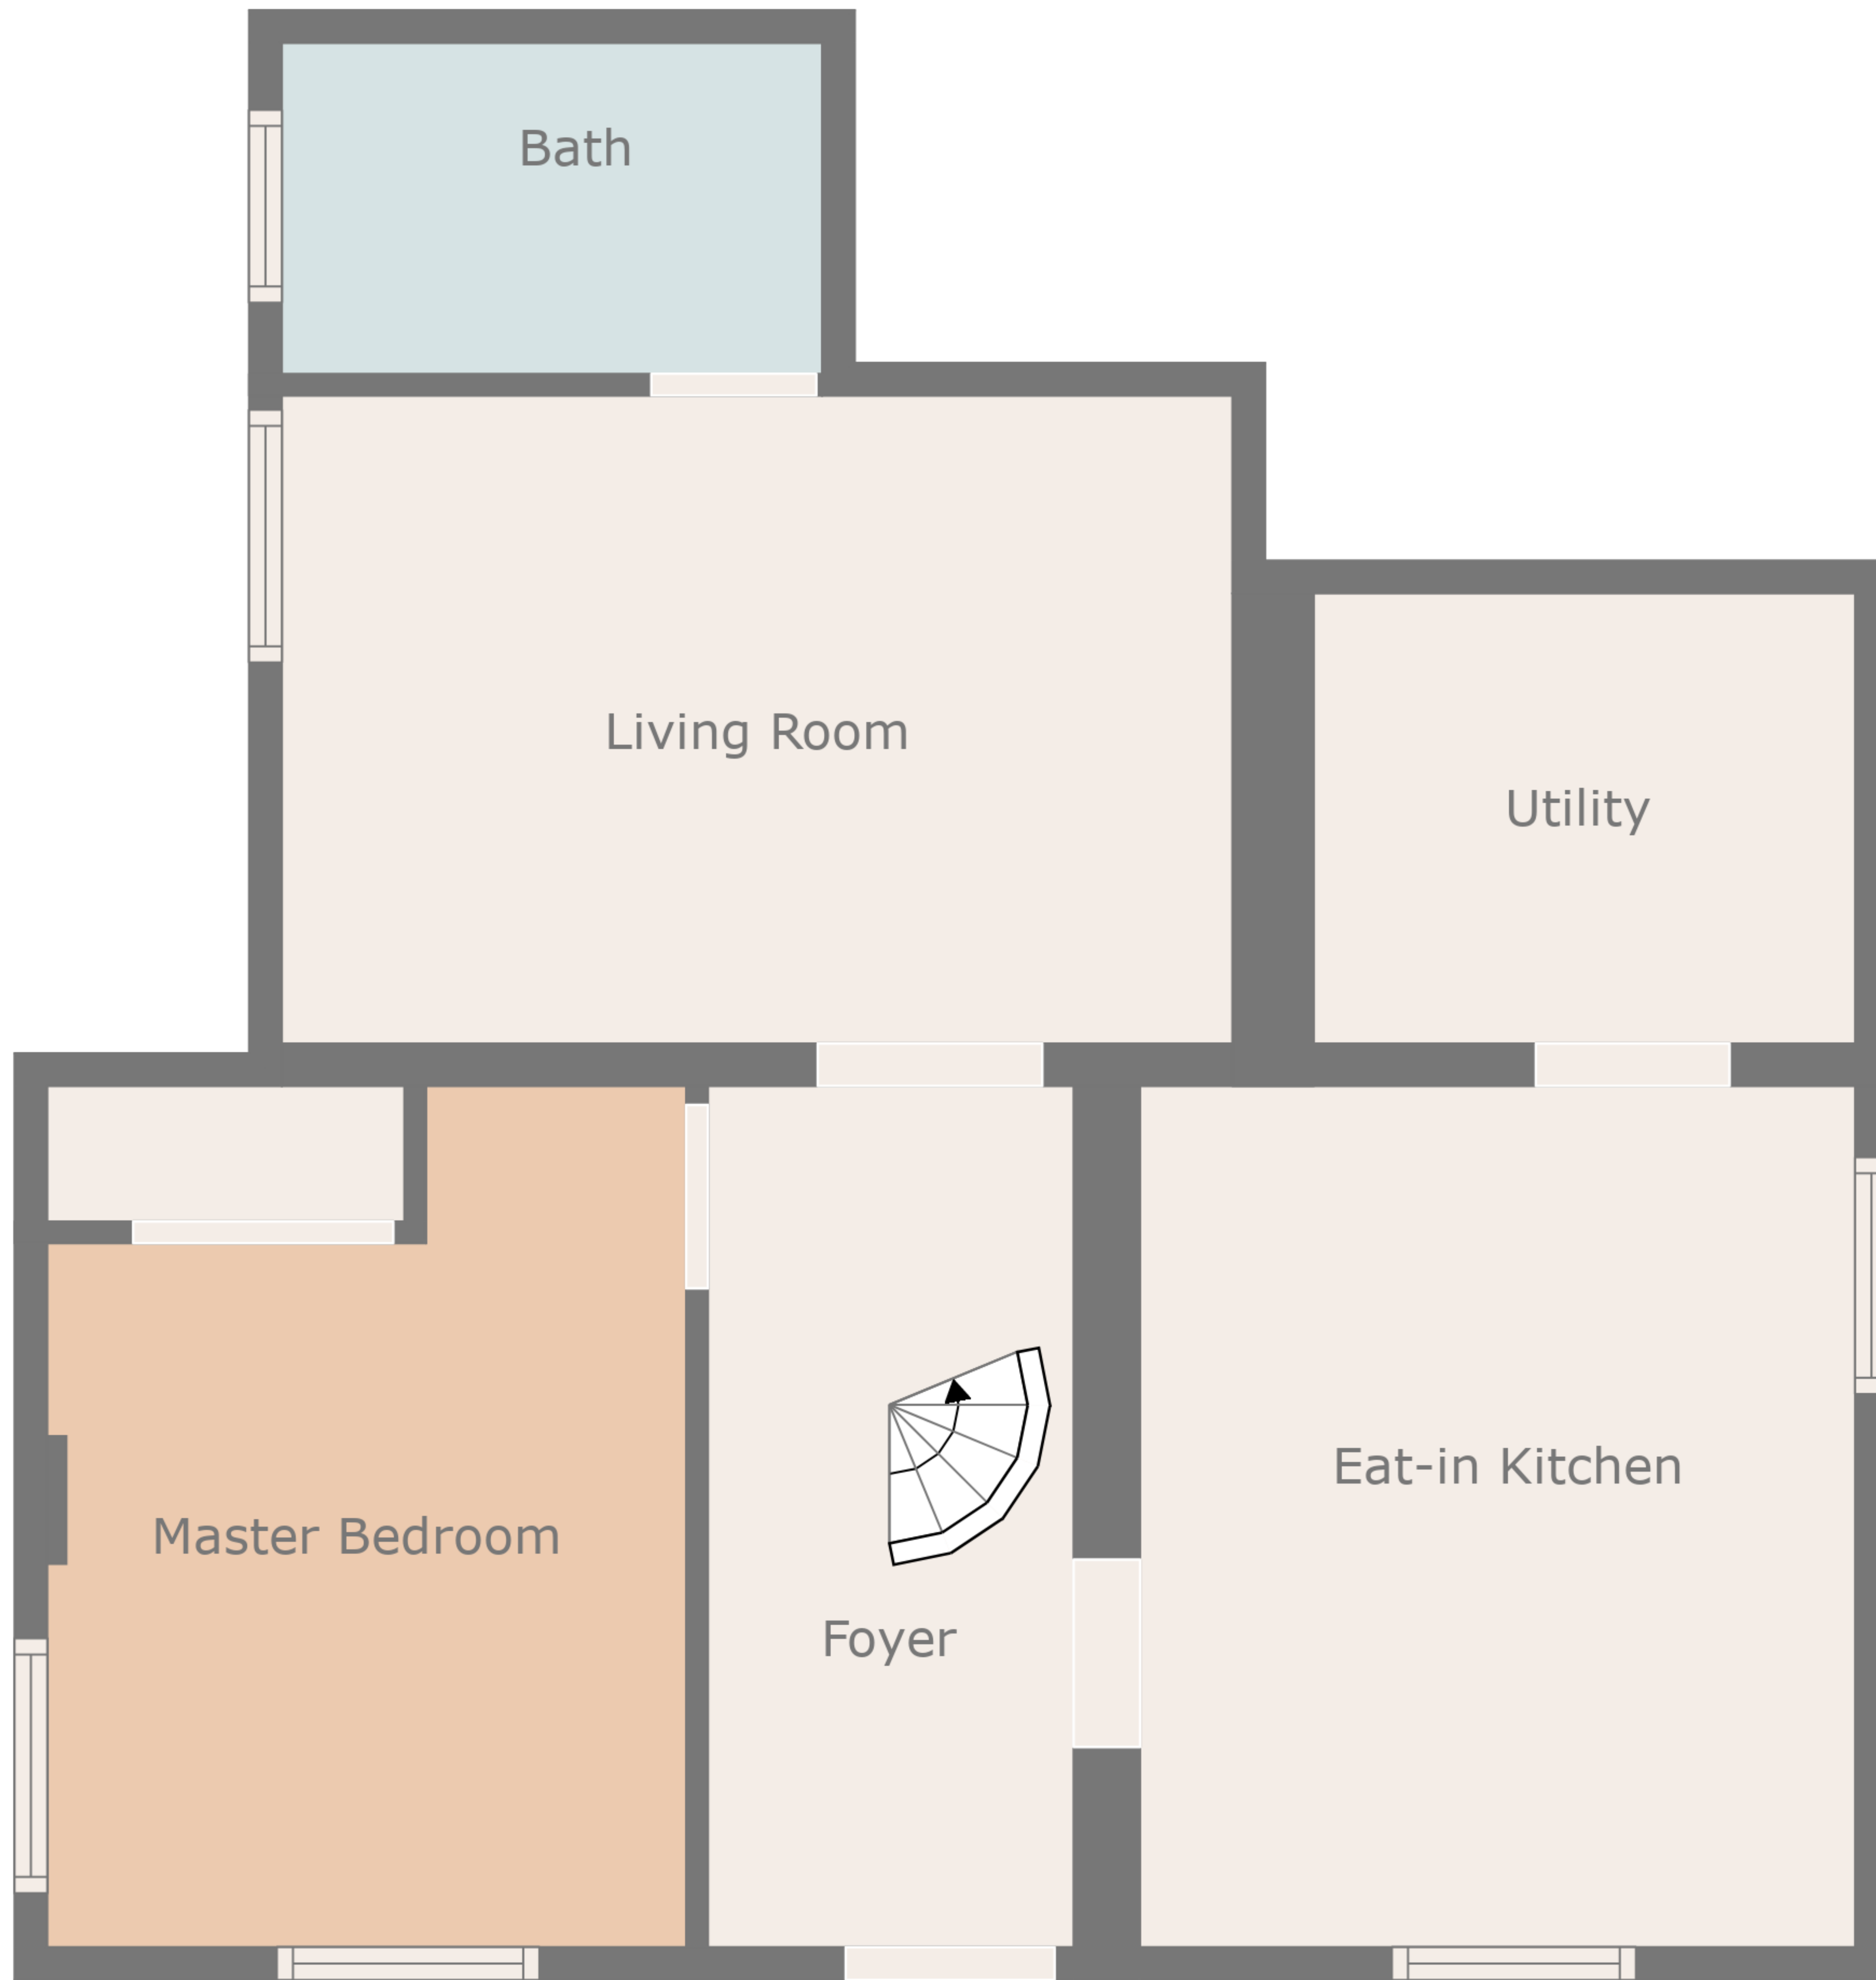 Bath
Living Room
Utility
Eat-in Kitchen
Master Bedroom
Foyer